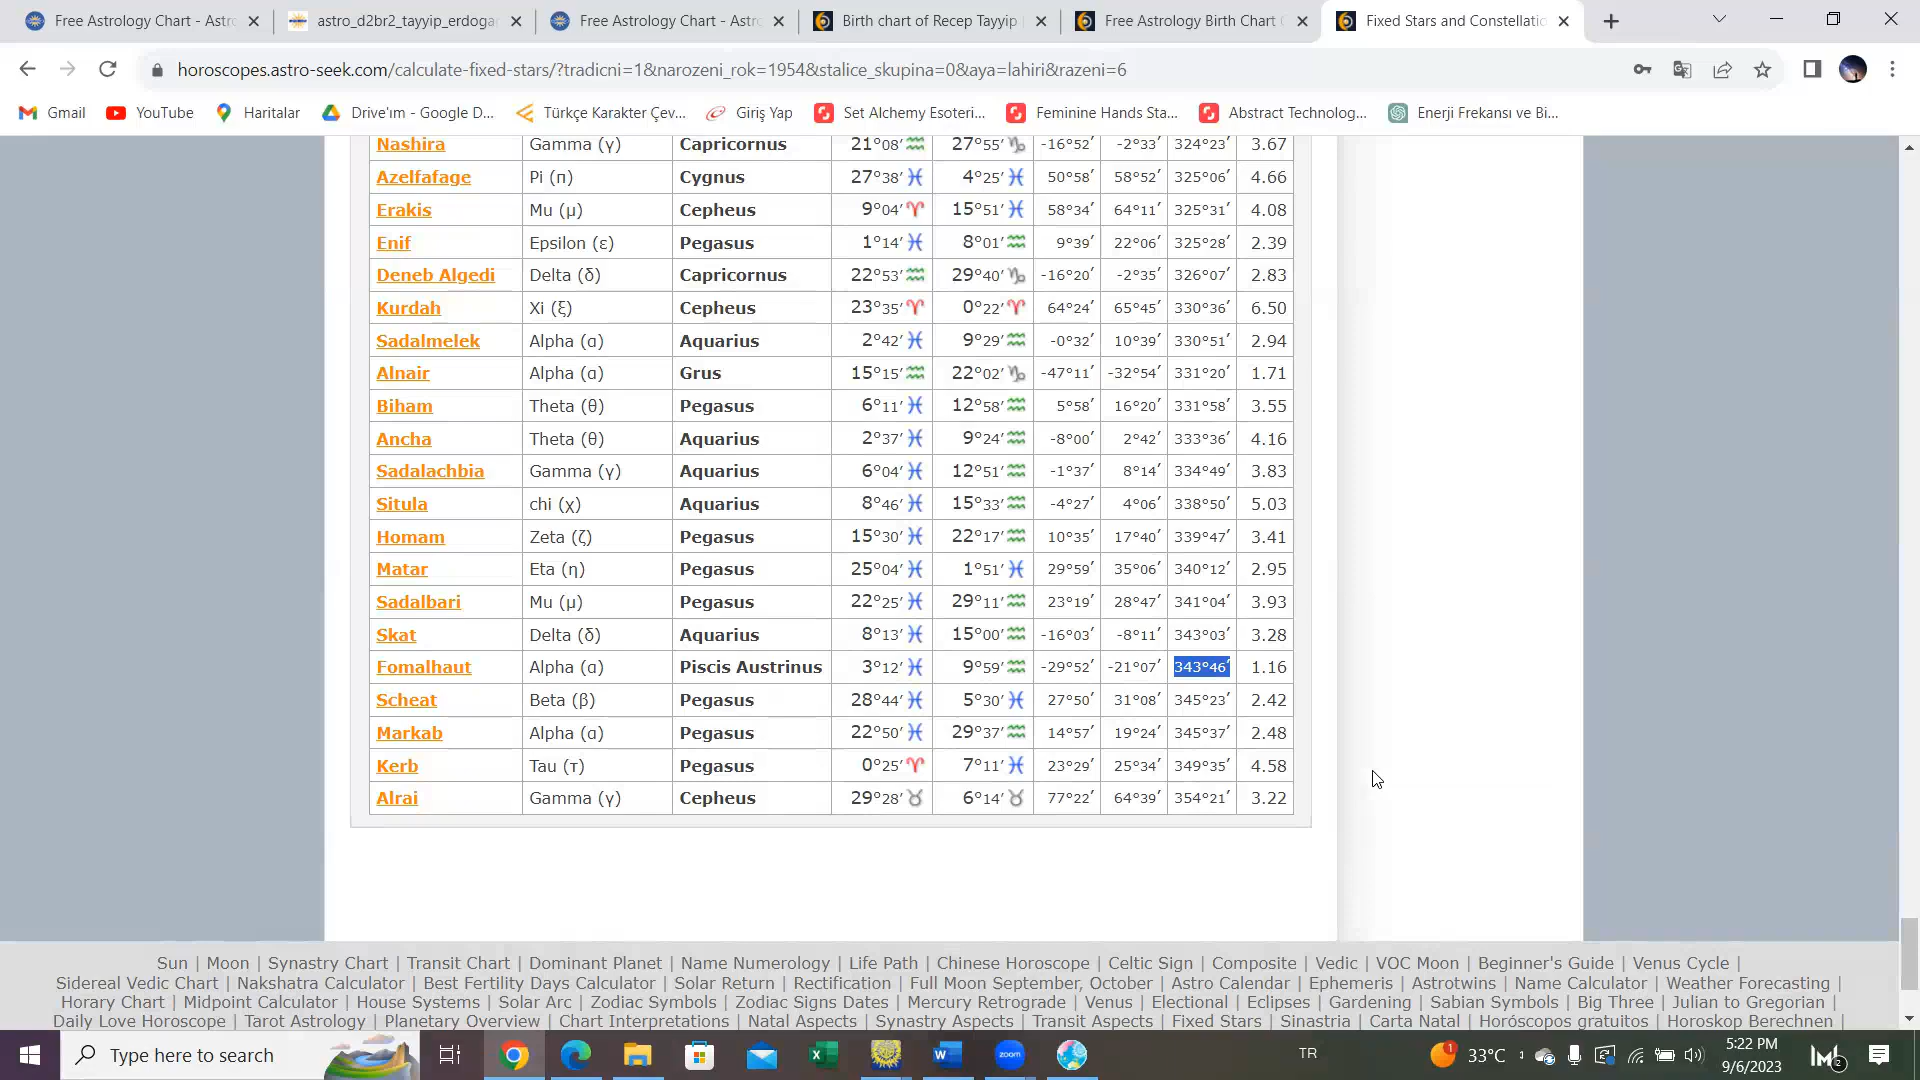 Free Astrology Chart - Astr
astro_d2br2_tayyip_erdoga
Free Astrology Chart - Astr
Birth chart of Recep Tayyip
Free Astrology Birth Chart
Fixed Stars and Constellatio
horoscopes.astro-seek.com/calculate-fixed-stars/?tradicni=1&narozeni_rok=1954&stalice_skupina=0&aya=lahiri&razeni=6
Gmail YouTube Haritalar Drive'ım - Google D... Türkçe Karakter Çev... Giriş Yap Set Alchemy Esoteri... Feminine Hands Sta... Abstract Technolog... Enerji Frekansı ve Bi...
Nashira Gamma (γ) Capricornus 21°08′ ♒ 27°55′ ♑ -16°52′ -2°33′ 324°23′ 3.67
Azelfafage Pi (π) Cygnus 27°38′ ♓ 4°25′ ♓ 50°58′ 58°52′ 325°06′ 4.66
Erakis Mu (μ) Cepheus 9°04′ ♈ 15°51′ ♓ 58°34′ 64°11′ 325°31′ 4.08
Enif Epsilon (ε) Pegasus 1°14′ ♓ 8°01′ ♒ 9°39′ 22°06′ 325°28′ 2.39
Deneb Algedi Delta (δ) Capricornus 22°53′ ♒ 29°40′ ♑ -16°20′ -2°35′ 326°07′ 2.83
Kurdah Xi (ξ) Cepheus 23°35′ ♈ 0°22′ ♈ 64°24′ 65°45′ 330°36′ 6.50
Sadalmelek Alpha (α) Aquarius 2°42′ ♓ 9°29′ ♒ -0°32′ 10°39′ 330°51′ 2.94
Alnair Alpha (α) Grus 15°15′ ♒ 22°02′ ♑ -47°11′ -32°54′ 331°20′ 1.71
Biham Theta (θ) Pegasus 6°11′ ♓ 12°58′ ♒ 5°58′ 16°20′ 331°58′ 3.55
Ancha Theta (θ) Aquarius 2°37′ ♓ 9°24′ ♒ -8°00′ 2°42′ 333°36′ 4.16
Sadalachbia Gamma (γ) Aquarius 6°04′ ♓ 12°51′ ♒ -1°37′ 8°14′ 334°49′ 3.83
Situla chi (χ) Aquarius 8°46′ ♓ 15°33′ ♒ -4°27′ 4°06′ 338°50′ 5.03
Homam Zeta (ζ) Pegasus 15°30′ ♓ 22°17′ ♒ 10°35′ 17°40′ 339°47′ 3.41
Matar Eta (η) Pegasus 25°04′ ♓ 1°51′ ♓ 29°59′ 35°06′ 340°12′ 2.95
Sadalbari Mu (μ) Pegasus 22°25′ ♓ 29°11′ ♒ 23°19′ 28°47′ 341°04′ 3.93
Skat Delta (δ) Aquarius 8°13′ ♓ 15°00′ ♒ -16°03′ -8°11′ 343°03′ 3.28
Fomalhaut Alpha (α) Piscis Austrinus 3°12′ ♓ 9°59′ ♒ -29°52′ -21°07′ 343°46′ 1.16
Scheat Beta (β) Pegasus 28°44′ ♓ 5°30′ ♓ 27°50′ 31°08′ 345°23′ 2.42
Markab Alpha (α) Pegasus 22°50′ ♓ 29°37′ ♒ 14°57′ 19°24′ 345°37′ 2.48
Kerb Tau (τ) Pegasus 0°25′ ♈ 7°11′ ♓ 23°29′ 25°34′ 349°35′ 4.58
Alrai Gamma (γ) Cepheus 29°28′ ♉ 6°14′ ♉ 77°22′ 64°39′ 354°21′ 3.22
Sun | Moon | Synastry Chart | Transit Chart | Dominant Planet | Name Numerology | Life Path | Chinese Horoscope | Celtic Sign | Composite | Vedic | VOC Moon | Beginner's Guide | Venus Cycle |
Sidereal Vedic Chart | Nakshatra Calculator | Best Fertility Days Calculator | Solar Return | Rectification | Full Moon September, October | Astro Calendar | Ephemeris | Astrotwins | Name Calculator | Weather Forecasting |
Horary Chart | Midpoint Calculator | House Systems | Solar Arc | Zodiac Symbols | Zodiac Signs Dates | Mercury Retrograde | Venus | Electional | Eclipses | Gardening | Sabian Symbols | Big Three | Julian to Gregorian |
Daily Love Horoscope | Tarot Astrology | Planetary Overview | Chart Interpretations | Natal Aspects | Synastry Aspects | Transit Aspects | Fixed Stars | Sinastria | Carta Natal | Horóscopos gratuitos | Horoskop Berechnen |
Type here to search
zoom
TR
1
33°C
5:22 PM
9/6/2023
2